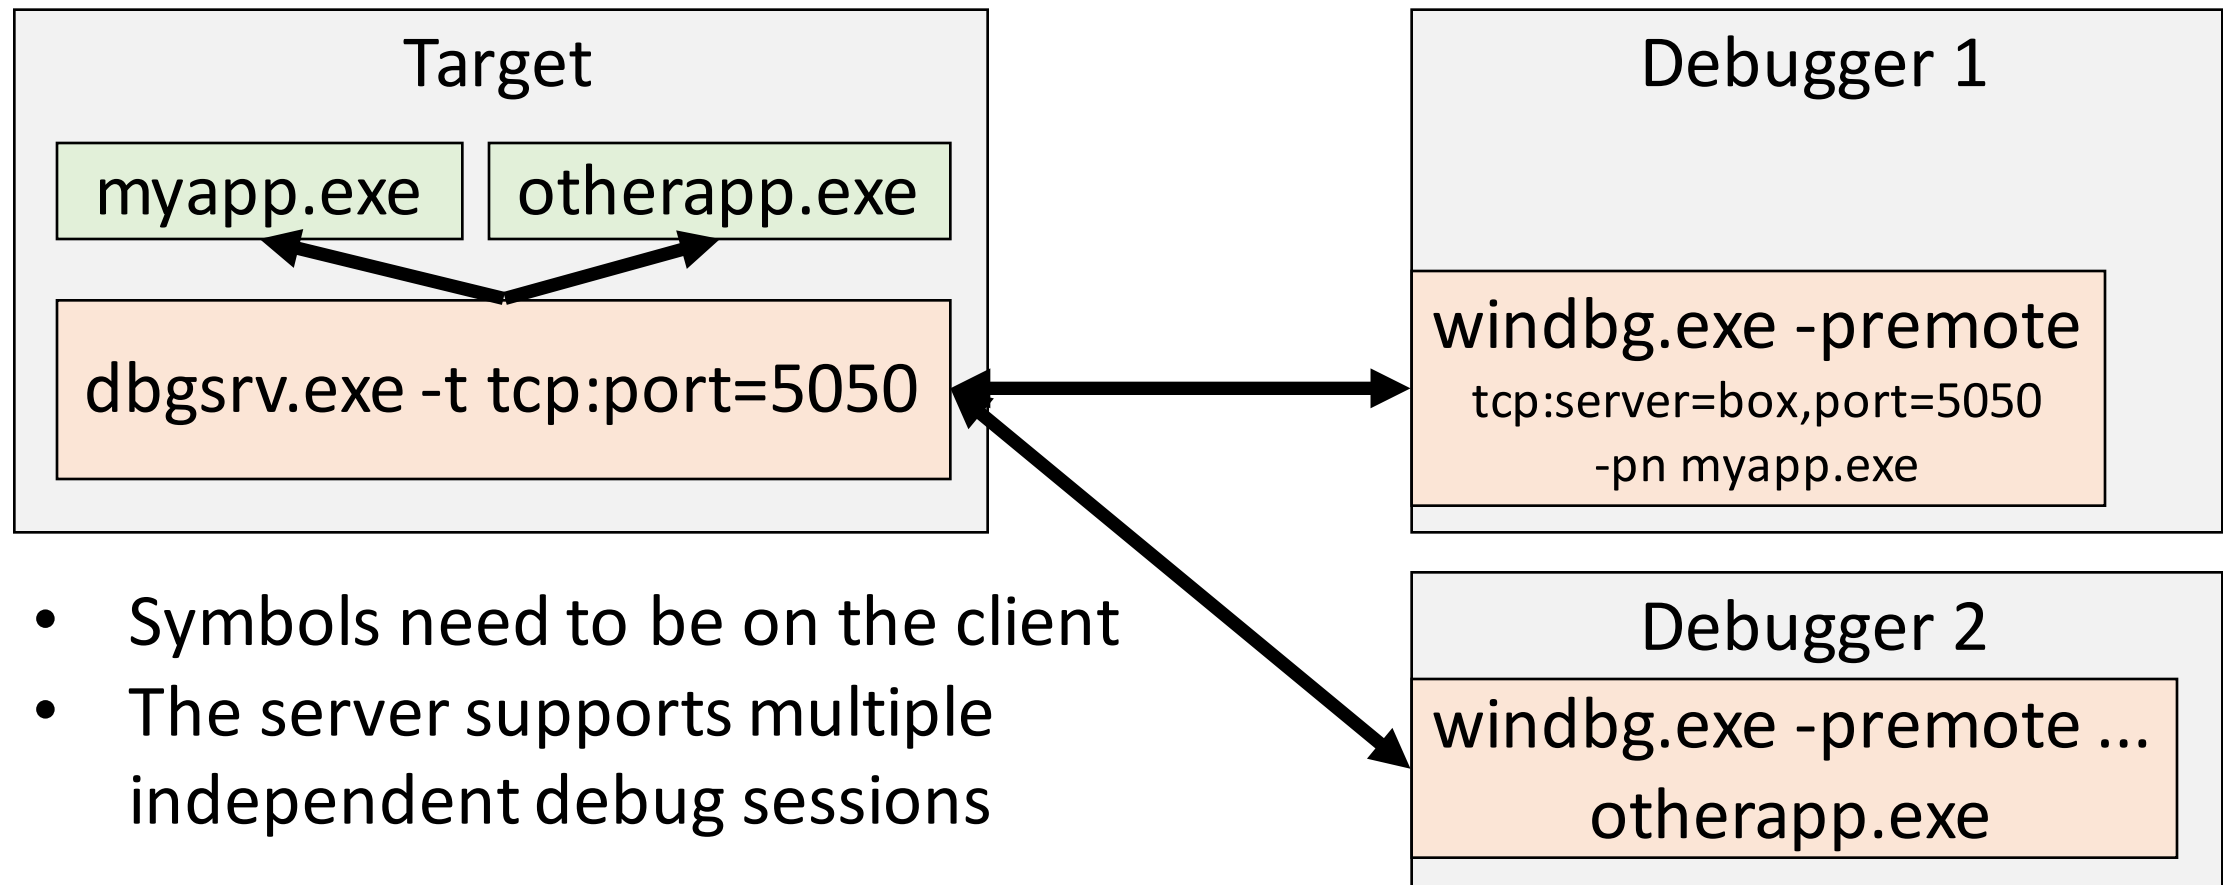 Target
myapp.exe
otherapp.exe
dbgsrv.exe -t tcp:port=5050
Debugger 1
windbg.exe -premote
tcp:server=box,port=5050
-pn myapp.exe
• Symbols need to be on the client
• The server supports multiple
independent debug sessions
Debugger 2
windbg.exe -premote ...
otherapp.exe